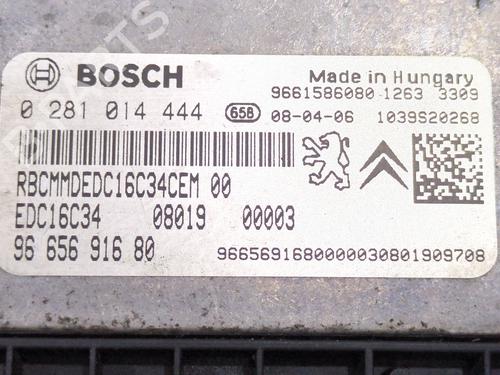 BOSCH
Made in Hungary
9661586080 1263 3309
0 281 014 444 658 08-04-06 1039S20268
RBCMMDEDC16C34CEM 00
EDC16C34 08019 00003
96 656 916 80
9665691680000030801909708